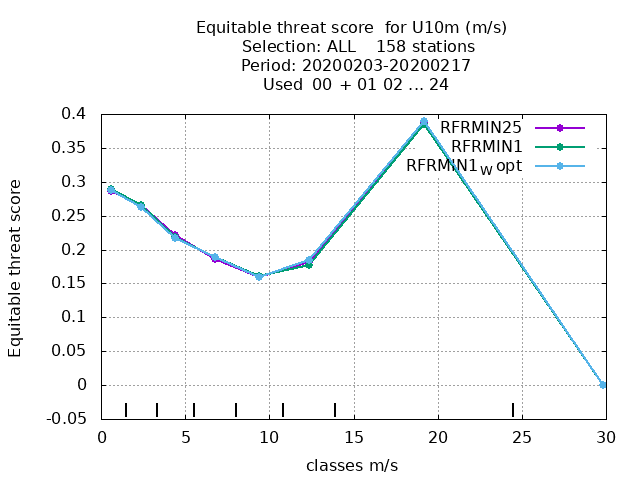 Equitable threat score for U10m (m/s)
Selection: ALL 158 stations
Period: 20200203-20200217
Used 00 + 01 02 ... 24
0.4
0.35
0.3
0.25
0.2
0.15
0.1
0.05
0
-0.05
Equitable threat score
RFRMIN25
RFRMIN1
RFRMIN1W opt
0 5 10 15 20 25 30
classes m/s